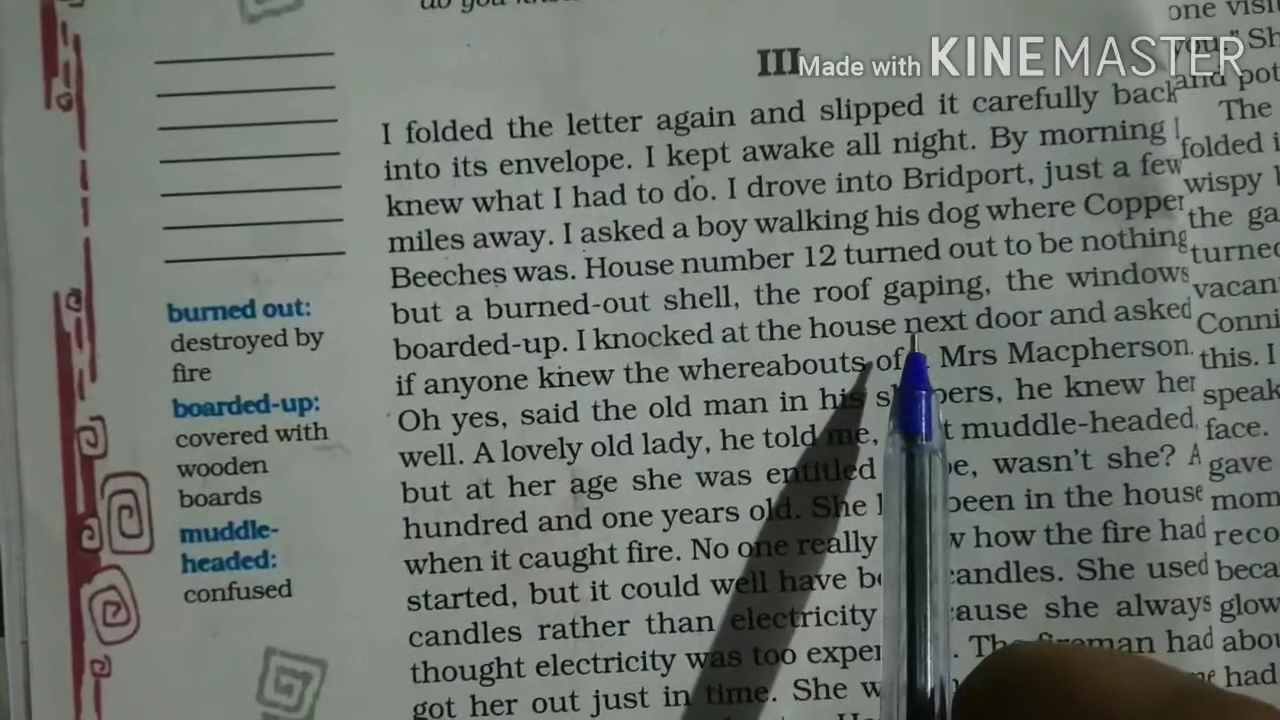 III
Made with KINEMASTER
I folded the letter again and slipped it carefully back
into its envelope. I kept awake all night. By morning I
knew what I had to do. I drove into Bridport, just a few
miles away. I asked a boy walking his dog where Copper
Beeches was. House number 12 turned out to be nothing
but a burned-out shell, the roof gaping, the windows
boarded-up. I knocked at the house next door and asked
if anyone knew the whereabouts of Mrs Macpherson.
Oh yes, said the old man in his he knew her
well. A lovely old lady, he told me, muddle-headed,
but at her age she was entitled wasn't she? A
hundred and one years old. She been in the house
when it caught fire. No one really how the fire had
started, but it could well have candles. She used
candles rather than electricity she always
thought electricity was too had
got her out just in time. She
burned out:
destroyed by
fire
boarded-up:
covered with
wooden
boards
muddle-
headed:
confused
one
you." Sh
and pot
The
folded i
wispy
the ga
turned
vacan
Conni
this. I
speak
face.
gave
mom
reco
beca
glow
abou
had